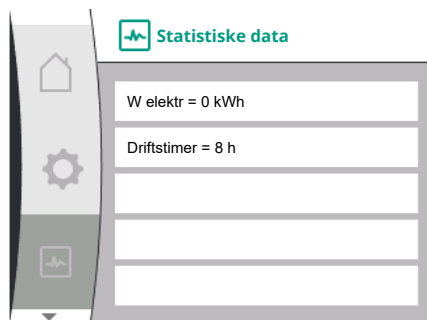 Statistiske data
W elektr = 0 kWh
Driftstimer = 8 h